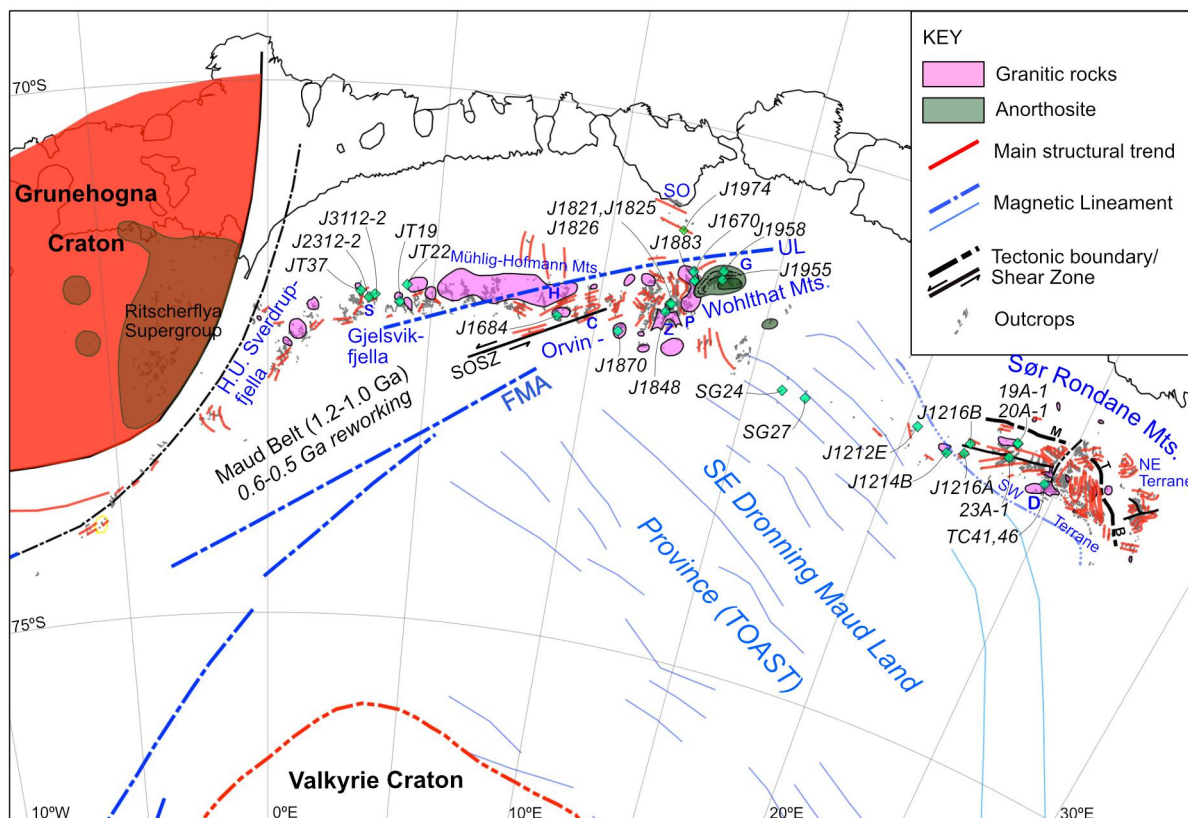 KEY
Granitic rocks
Anorthosite
Main structural trend
Magnetic Lineament
Tectonic boundary/
Shear Zone
Outcrops
70ºS
75ºS
10ºW
0ºE
10ºE
20ºE
30ºE
Grunehogna
Craton
Ritscherflya
Supergroup
H.U. Sverdrup-
fjella
Maud Belt (1.2-1.0 Ga)
0.6-0.5 Ga reworking
J3112-2
J2312-2
JT37
JT19
JT22
S
Gjelsvik-
fjella
Mühlig-Hofmann Mts.
H
J1684
SOSZ
C
Orvin -
FMA
UL
SO
J1974
J1821,J1825
J1826
J1670
J1883
J1958
G
J1955
Wohlthat Mts.
P
Z
J1870
J1848
SG24
SG27
SE Dronning Maud Land
Province (TOAST)
Valkyrie Craton
Sør Rondane Mts.
19A-1
20A-1
J1216B
J1212E
J1214B
J1216A
23A-1
TC41,46
M
T
B
D
SW
Terrane
NE
Terrane